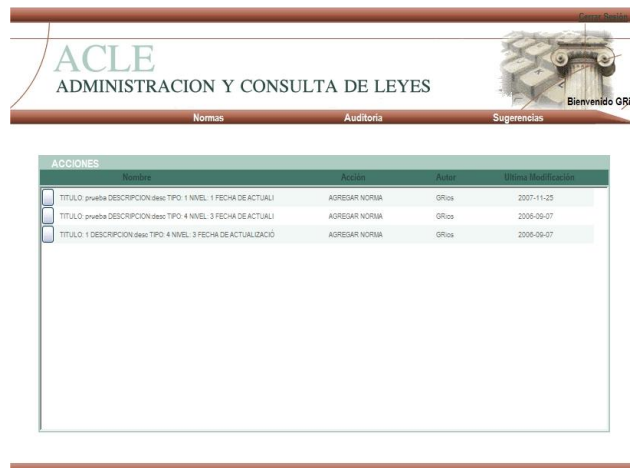 Cerrar Sesión
ACLE
ADMINISTRACION Y CONSULTA DE LEYES
Bienvenido GRi
Normas Auditoria Sugerencias
ACCIONES
Nombre Acción Autor Ultima Modificación
TITULO: prueba DESCRIPCION:desc TIPO: 1 NIVEL: 1 FECHA DE ACTUALI AGREGAR NORMA GRios 2007-11-25
TITULO: prueba DESCRIPCION:desc TIPO: 4 NIVEL: 3 FECHA DE ACTUALI AGREGAR NORMA GRios 2006-09-07
TITULO: 1 DESCRIPCION:desc TIPO: 4 NIVEL: 3 FECHA DE ACTUALIZACIÓ AGREGAR NORMA GRios 2006-09-07